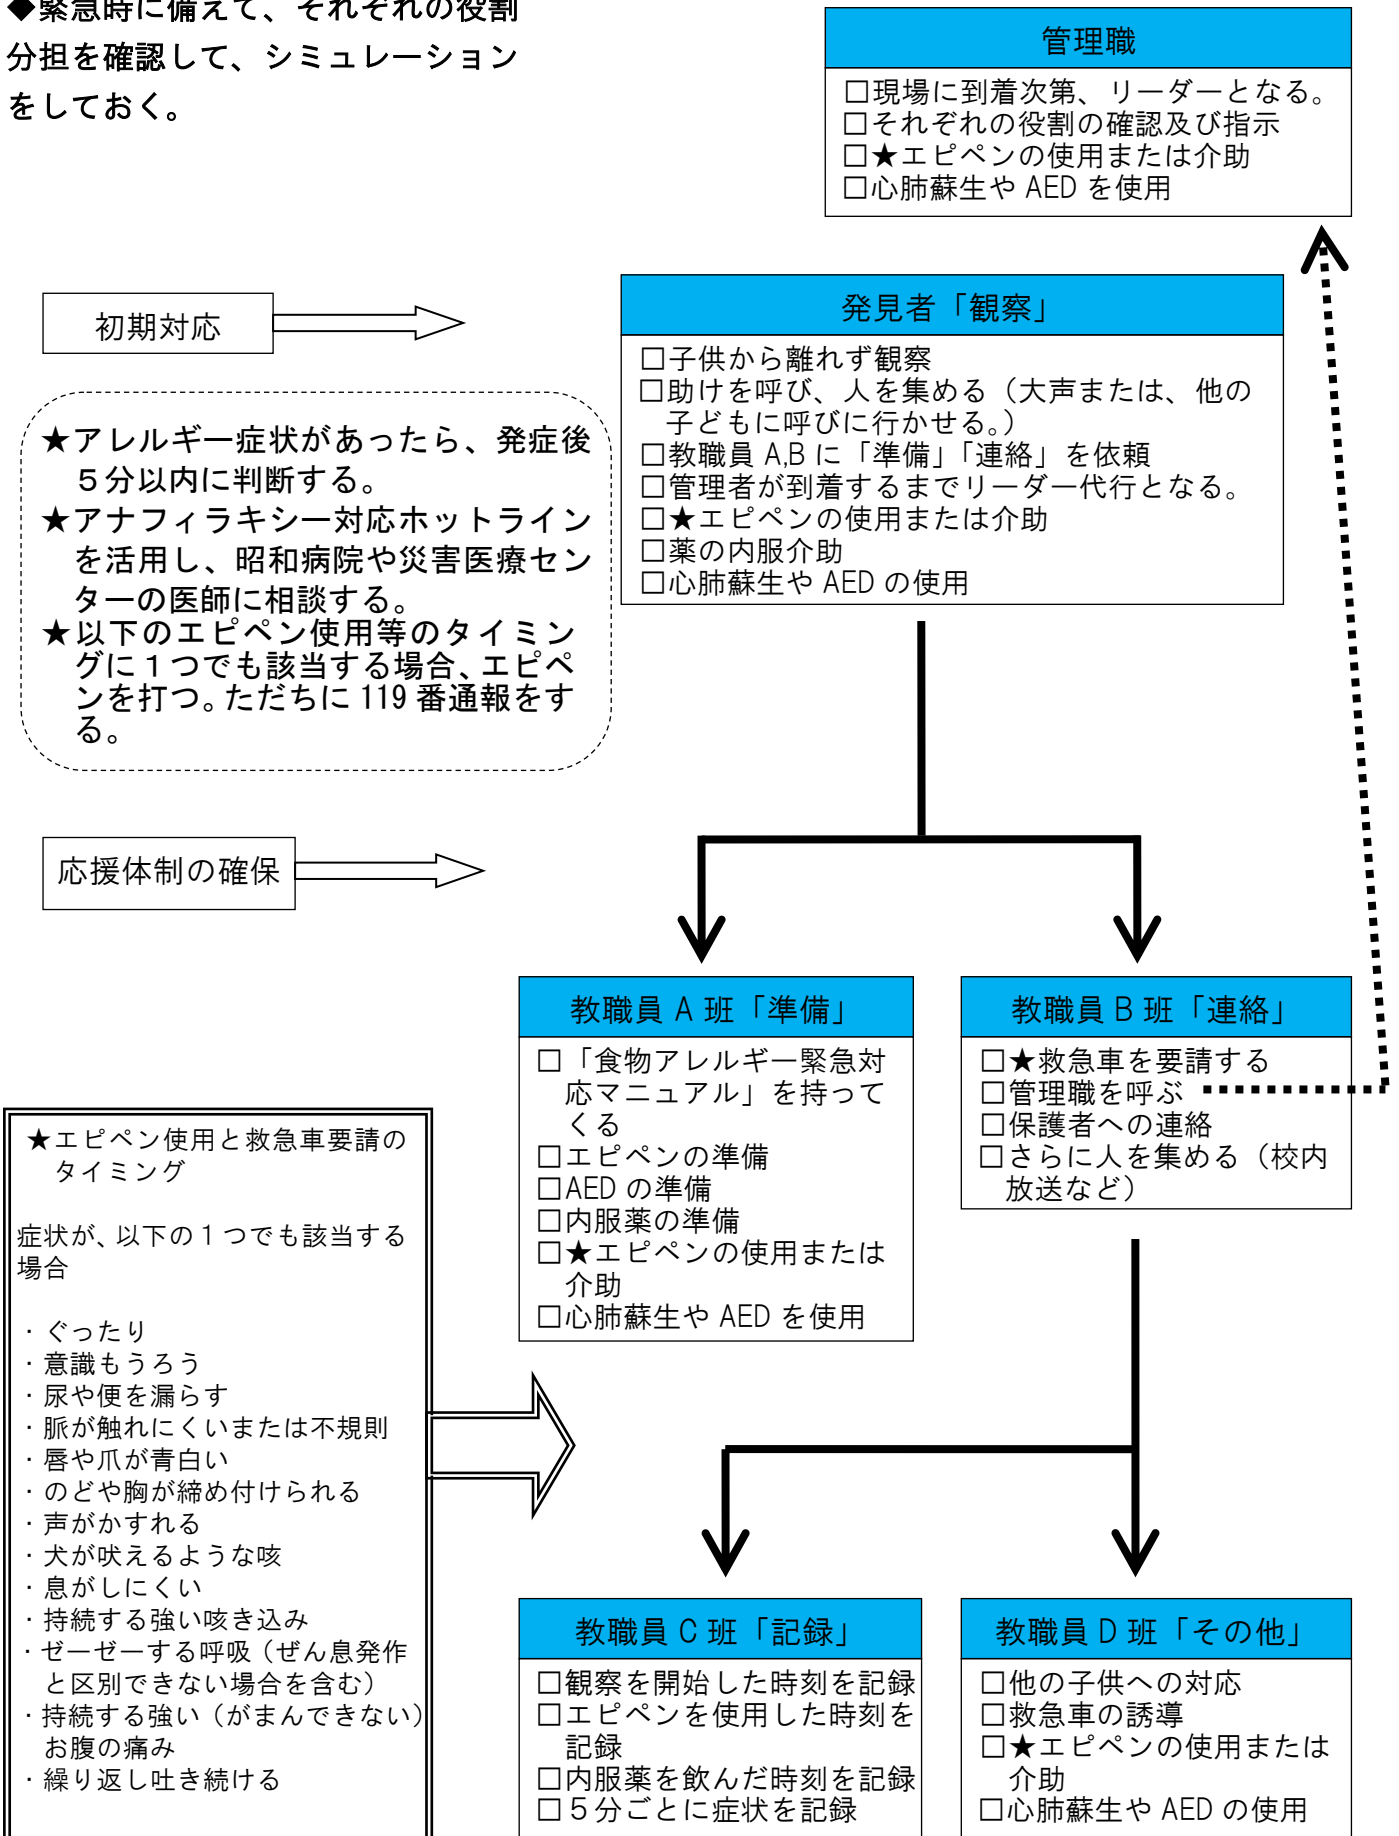 ◆緊急時に備えて、それぞれの役割
分担を確認して、シミュレーション
をしておく。
管理職
□現場に到着次第、リーダーとなる。
□それぞれの役割の確認及び指示
□★エピペンの使用または介助
□心肺蘇生や AED を使用
初期対応
発見者「観察」
□子供から離れず観察
□助けを呼び、人を集める（大声または、他の
子どもに呼びに行かせる。）
□教職員 A,B に「準備」「連絡」を依頼
□管理者が到着するまでリーダー代行となる。
□★エピペンの使用または介助
□薬の内服介助
□心肺蘇生や AED の使用
★アレルギー症状があったら、発症後
５分以内に判断する。
★アナフィラキシー対応ホットライン
を活用し、昭和病院や災害医療セン
ターの医師に相談する。
★以下のエピペン使用等のタイミン
グに１つでも該当する場合、エピペ
ンを打つ。ただちに 119 番通報をす
る。
応援体制の確保
教職員 A 班「準備」
□「食物アレルギー緊急対
応マニュアル」を持って
くる
□エピペンの準備
□AED の準備
□内服薬の準備
□★エピペンの使用または
介助
□心肺蘇生や AED を使用
教職員 B 班「連絡」
□★救急車を要請する
□管理職を呼ぶ
□保護者への連絡
□さらに人を集める（校内
放送など）
★エピペン使用と救急車要請の
タイミング
症状が、以下の１つでも該当する
場合
・ぐったり
・意識もうろう
・尿や便を漏らす
・脈が触れにくいまたは不規則
・唇や爪が青白い
・のどや胸が締め付けられる
・声がかすれる
・犬が吠えるような咳
・息がしにくい
・持続する強い咳き込み
・ゼーゼーする呼吸（ぜん息発作
と区別できない場合を含む）
・持続する強い（がまんできない）
お腹の痛み
・繰り返し吐き続ける
教職員 C 班「記録」
□観察を開始した時刻を記録
□エピペンを使用した時刻を
記録
□内服薬を飲んだ時刻を記録
□５分ごとに症状を記録
教職員 D 班「その他」
□他の子供への対応
□救急車の誘導
□★エピペンの使用または
介助
□心肺蘇生や AED の使用